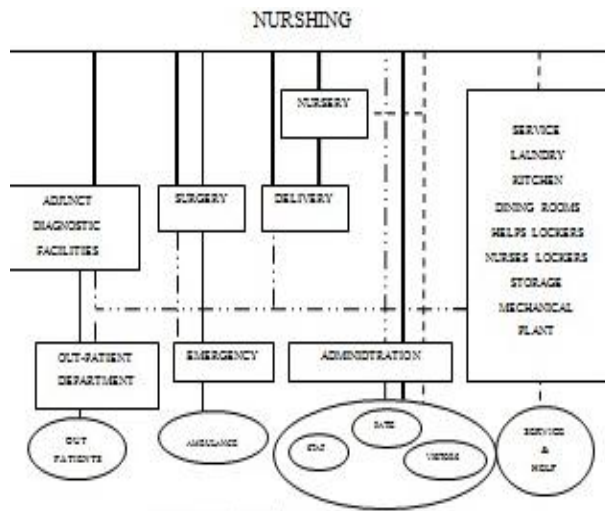 NURSHING
NURSERY
SERVICE
LAUNDRY
KITCHEN
DINING ROOMS
HELPS LOCKERS
NURSES LOCKERS
STORAGE
MECHANICAL
PLANT
ADJUNCT
DIAGNOSTIC
FACILITIES
SURGERY
DELIVERY
OUT-PATIENT
DEPARTMENT
EMERGENCY
ADMINIDTRATION
OUT
PATIENTS
AMBULANCE
VISITORS
SERVICE
&
HELP